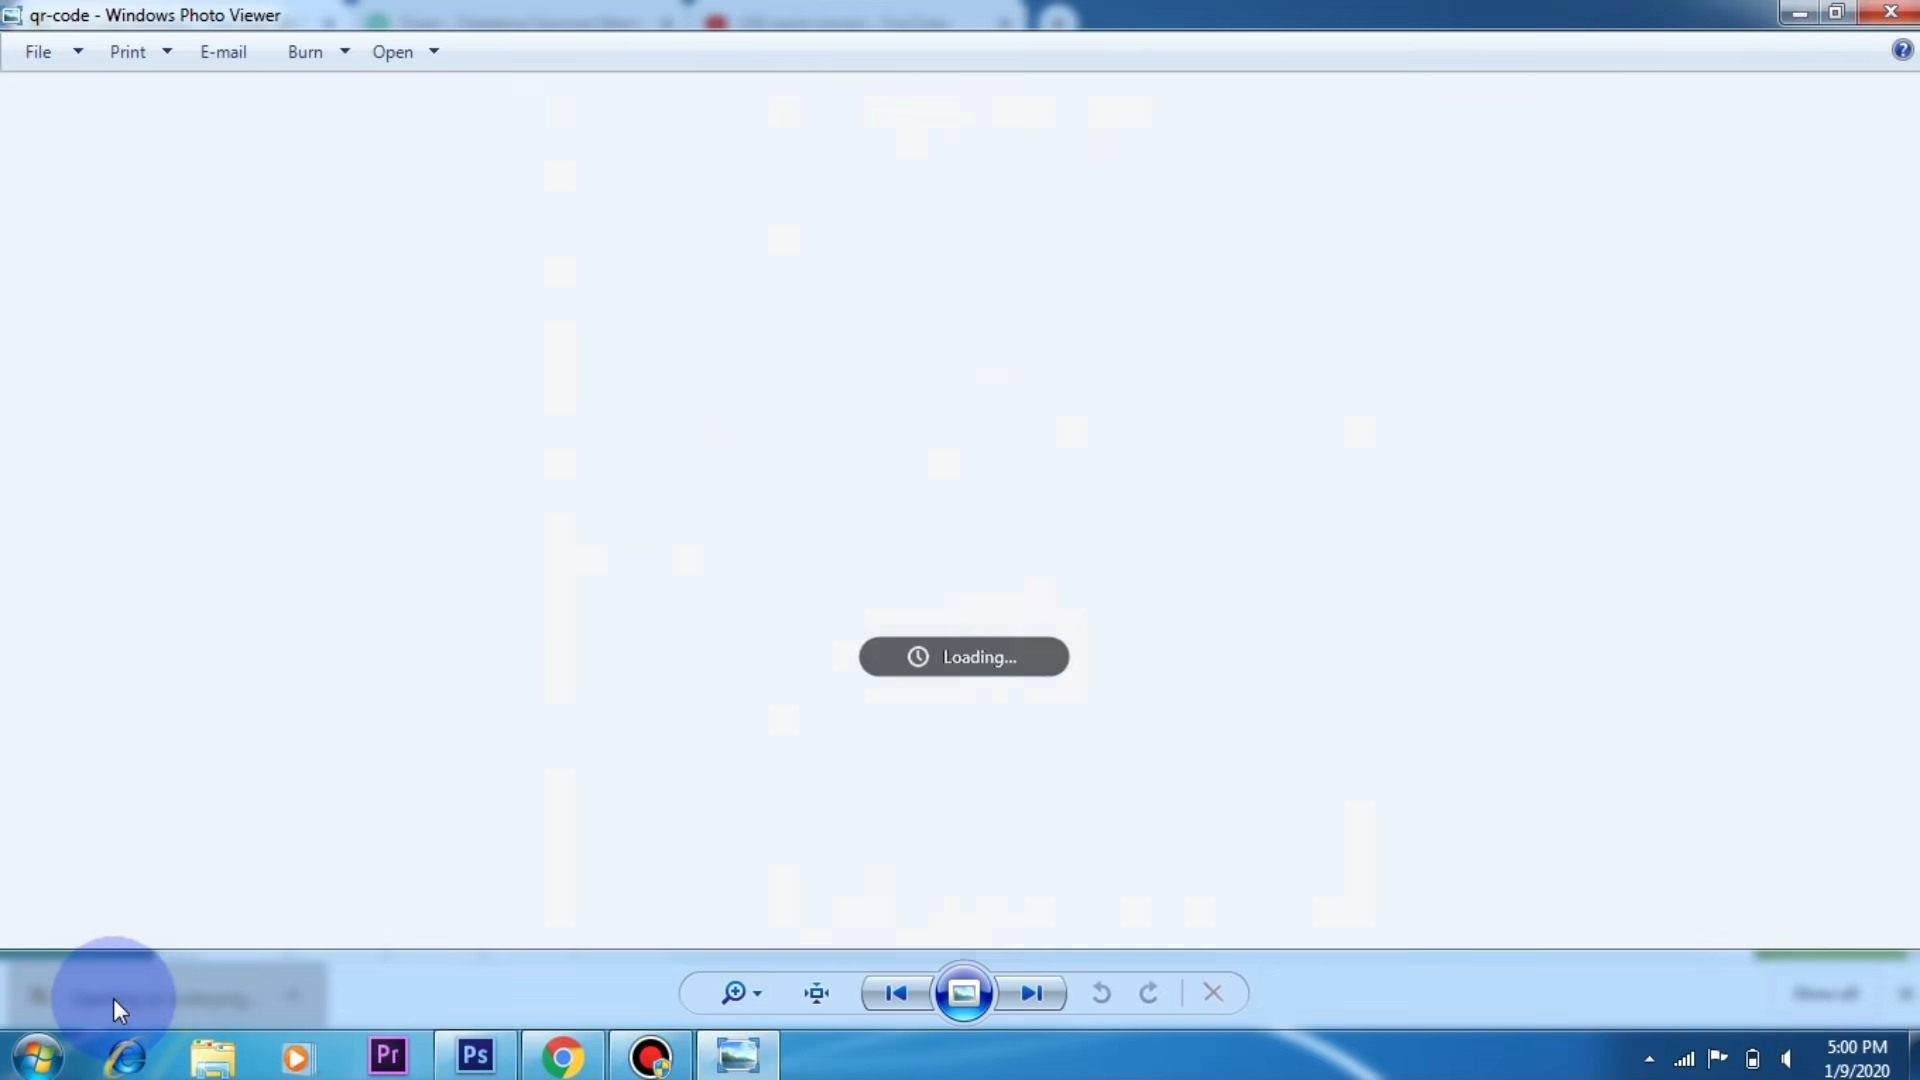 qr-code - Windows Photo Viewer
File Print E-mail Burn Open
Loading...
Pr
Ps
5:00 PM
1/9/2020